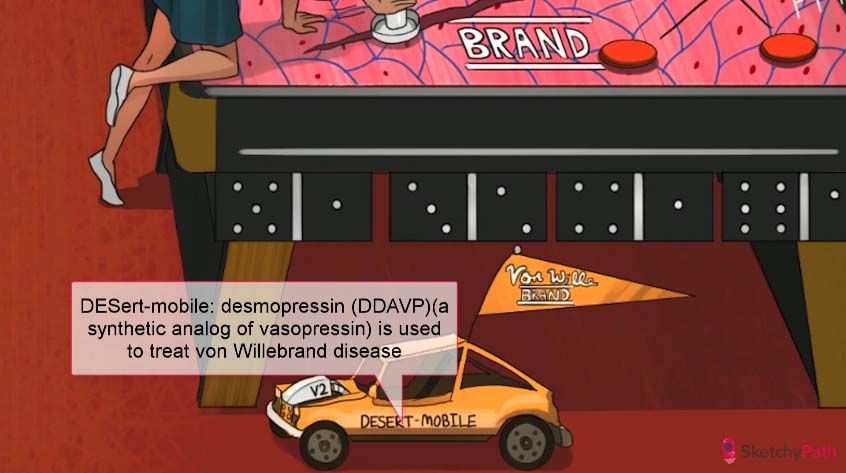 BRAND
Von Wille
BRAND
DESert-mobile: desmopressin (DDAVP)(a
synthetic analog of vasopressin) is used
to treat von Willebrand disease
V2
DESERT-MOBILE
SketchyPath